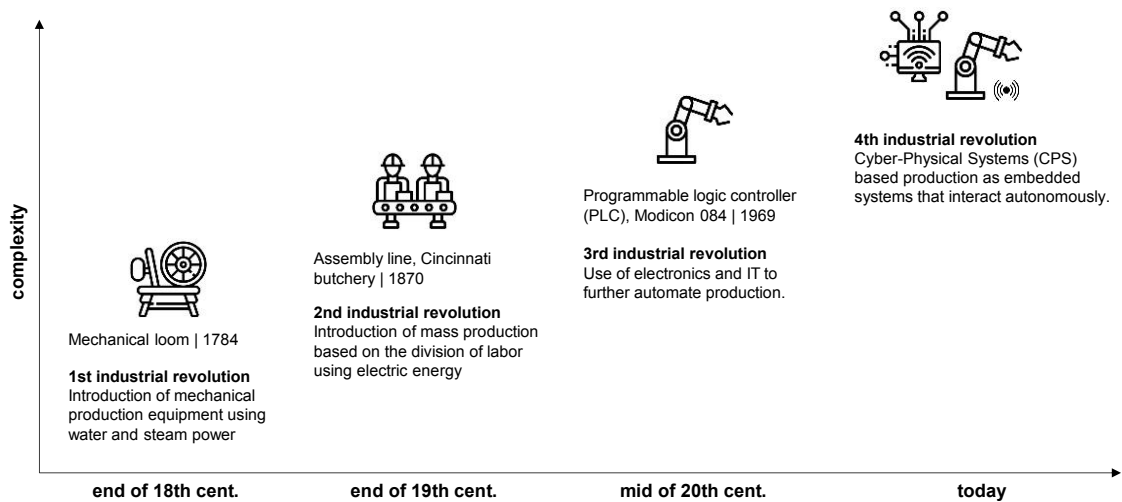 complexity
Mechanical loom | 1784
1st industrial revolution
Introduction of mechanical
production equipment using
water and steam power
Assembly line, Cincinnati
butchery | 1870
2nd industrial revolution
Introduction of mass production
based on the division of labor
using electric energy
Programmable logic controller
(PLC), Modicon 084 | 1969
3rd industrial revolution
Use of electronics and IT to
further automate production.
4th industrial revolution
Cyber-Physical Systems (CPS)
based production as embedded
systems that interact autonomously.
end of 18th cent.
end of 19th cent.
mid of 20th cent.
today